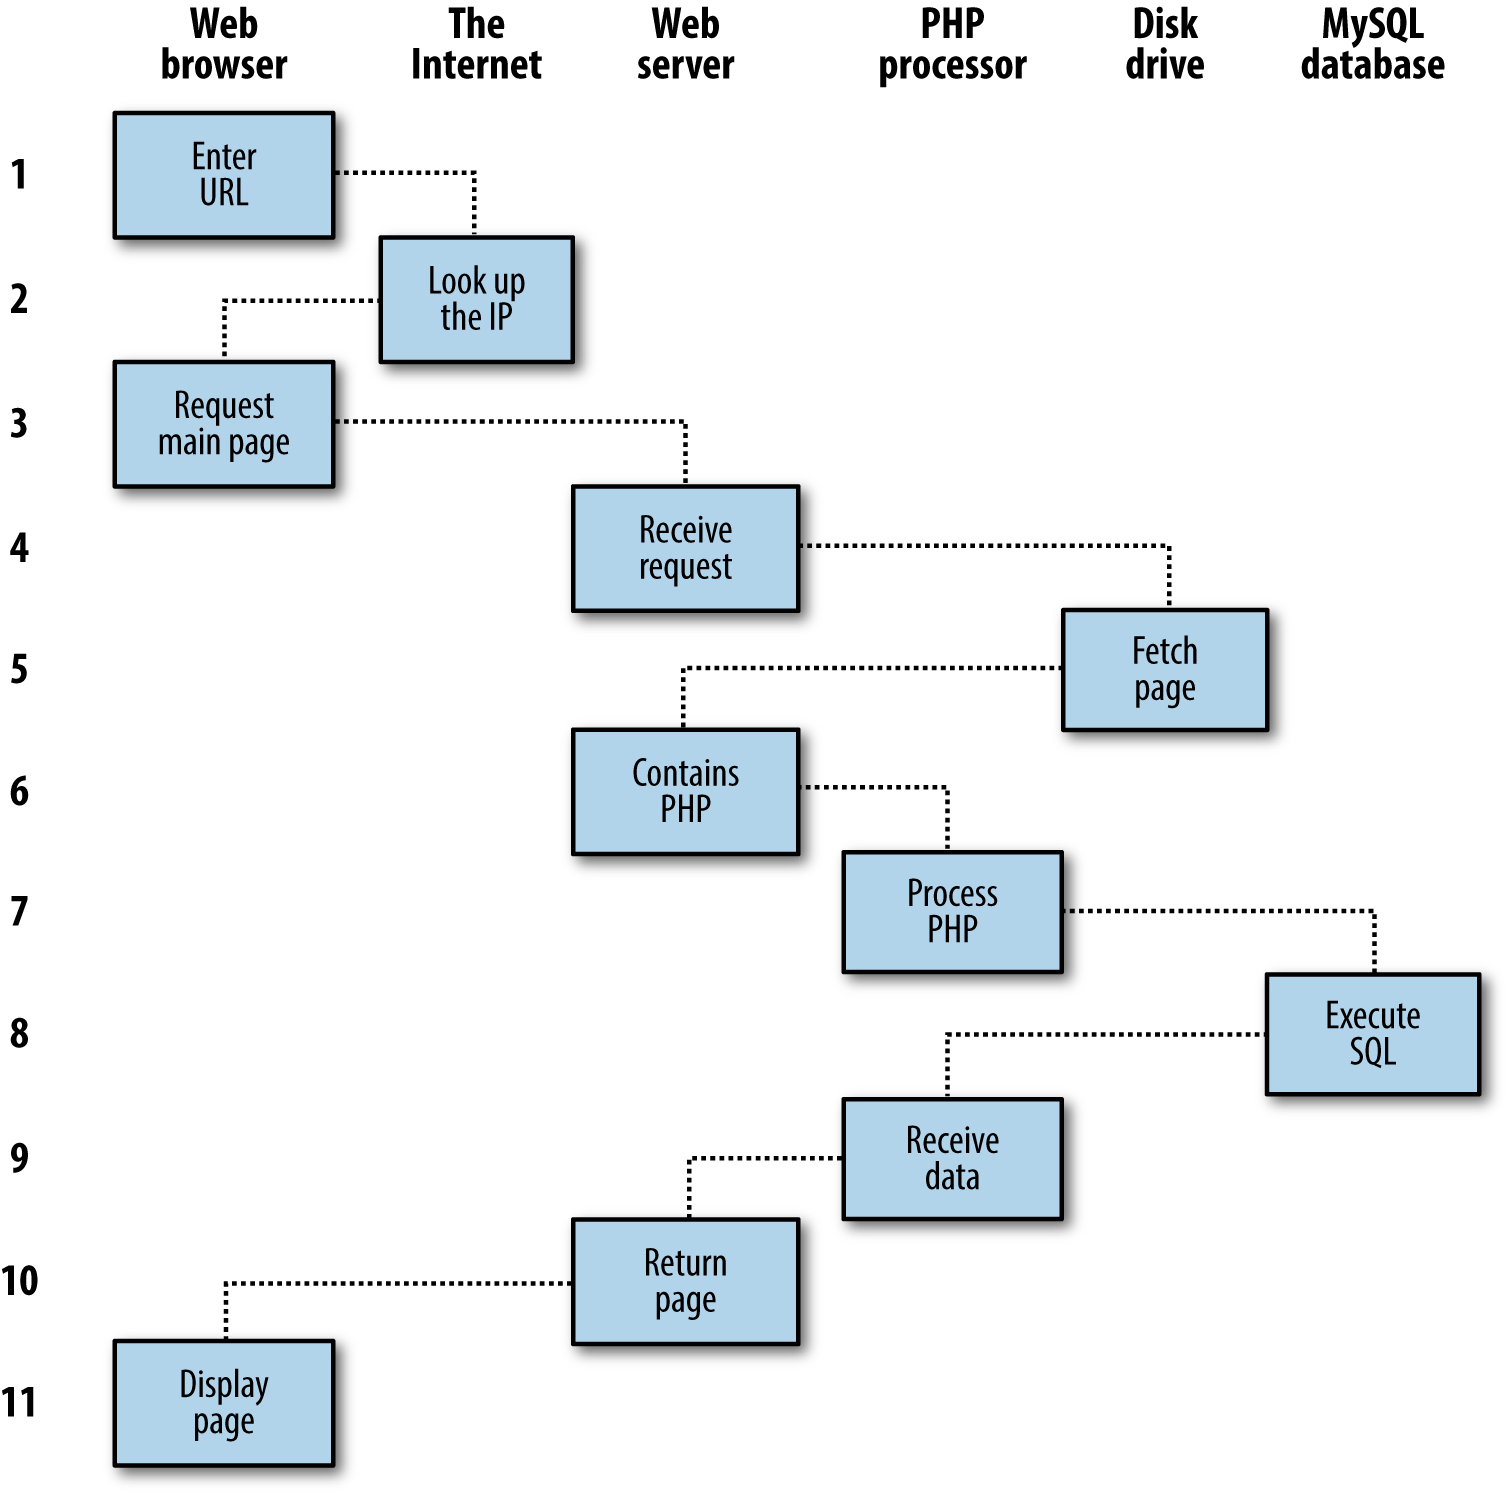 Web
browser
The
Internet
Web
server
PHP
processor
Disk
drive
MySQL
database
1
Enter
URL
2
Look up
the IP
3
Request
main page
4
Receive
request
5
Fetch
page
6
Contains
PHP
7
Process
PHP
8
Execute
SQL
9
Receive
data
10
Return
page
11
Display
page